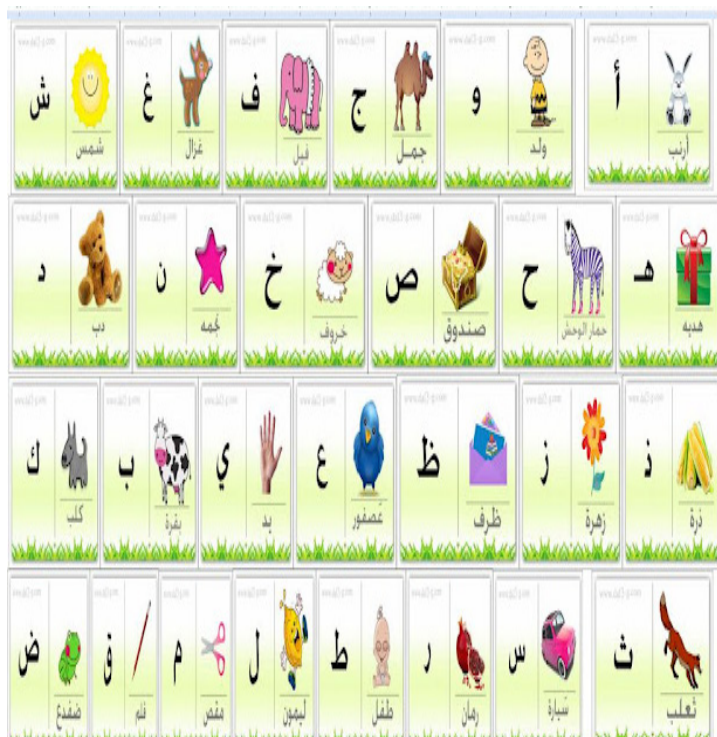 أ و ج ف غ ش
أرنب ولد جمـل فيل غزال شمس
هـ ح ص خ ن د
هديه حمار الوحش صندوق خروف نجمه دب
ذ ز ظ ع ي ب ك
ذرة زهرة ظرف عصفور يد بقرة كلب
ث س ر ط ل م ق ض
ثعلب سيارة رمان طفل ليمون مقص قلم ضفدع